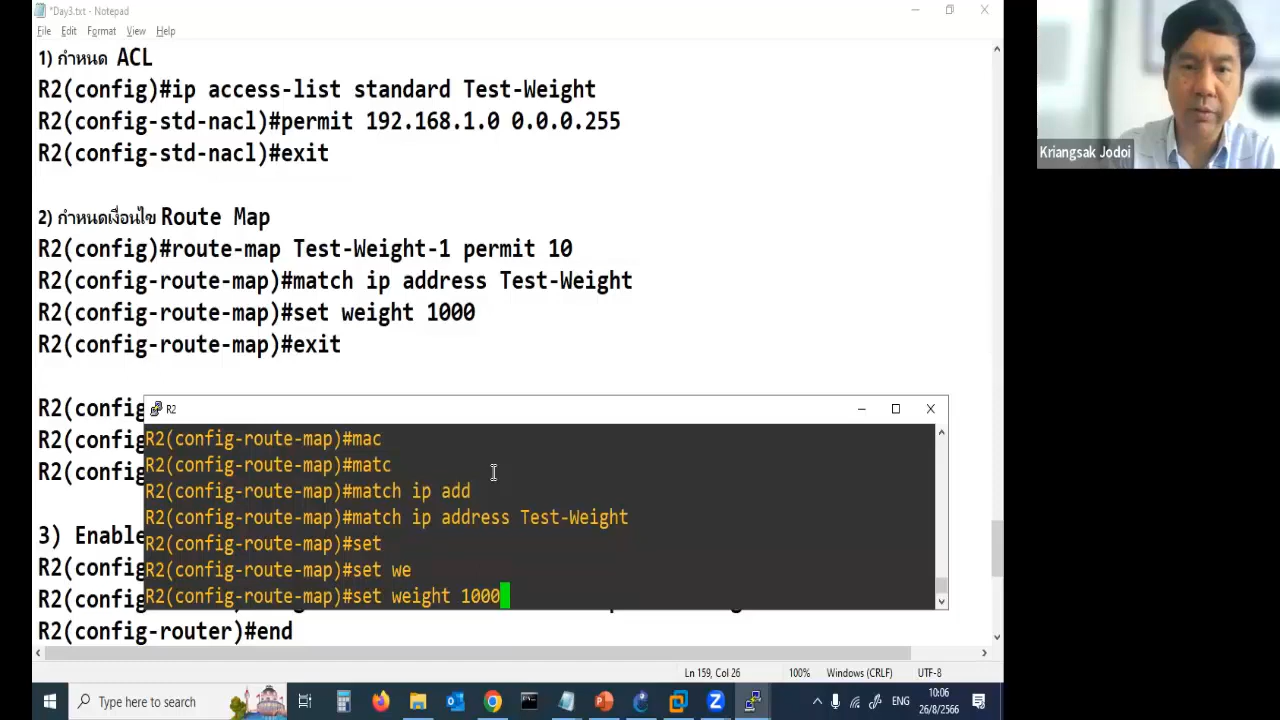 *Day3.txt - Notepad
File Edit Format View Help
1) กำหนด ACL
R2(config)#ip access-list standard Test-Weight
R2(config-std-nacl)#permit 192.168.1.0 0.0.0.255
R2(config-std-nacl)#exit
2) กำหนดเงื่อนไข Route Map
R2(config)#route-map Test-Weight-1 permit 10
R2(config-route-map)#match ip address Test-Weight
R2(config-route-map)#set weight 1000
R2(config-route-map)#exit
R2(config
R2(config
R2(config
3) Enable
R2(config
R2(config
R2(config-router)#end
R2
R2(config-route-map)#mac
R2(config-route-map)#matc
R2(config-route-map)#match ip add
R2(config-route-map)#match ip address Test-Weight
R2(config-route-map)#set
R2(config-route-map)#set we
R2(config-route-map)#set weight 1000
Kriangsak Jodoi
Ln 159, Col 26 100% Windows (CRLF) UTF-8
Type here to search
ENG
10:06
26/8/2566